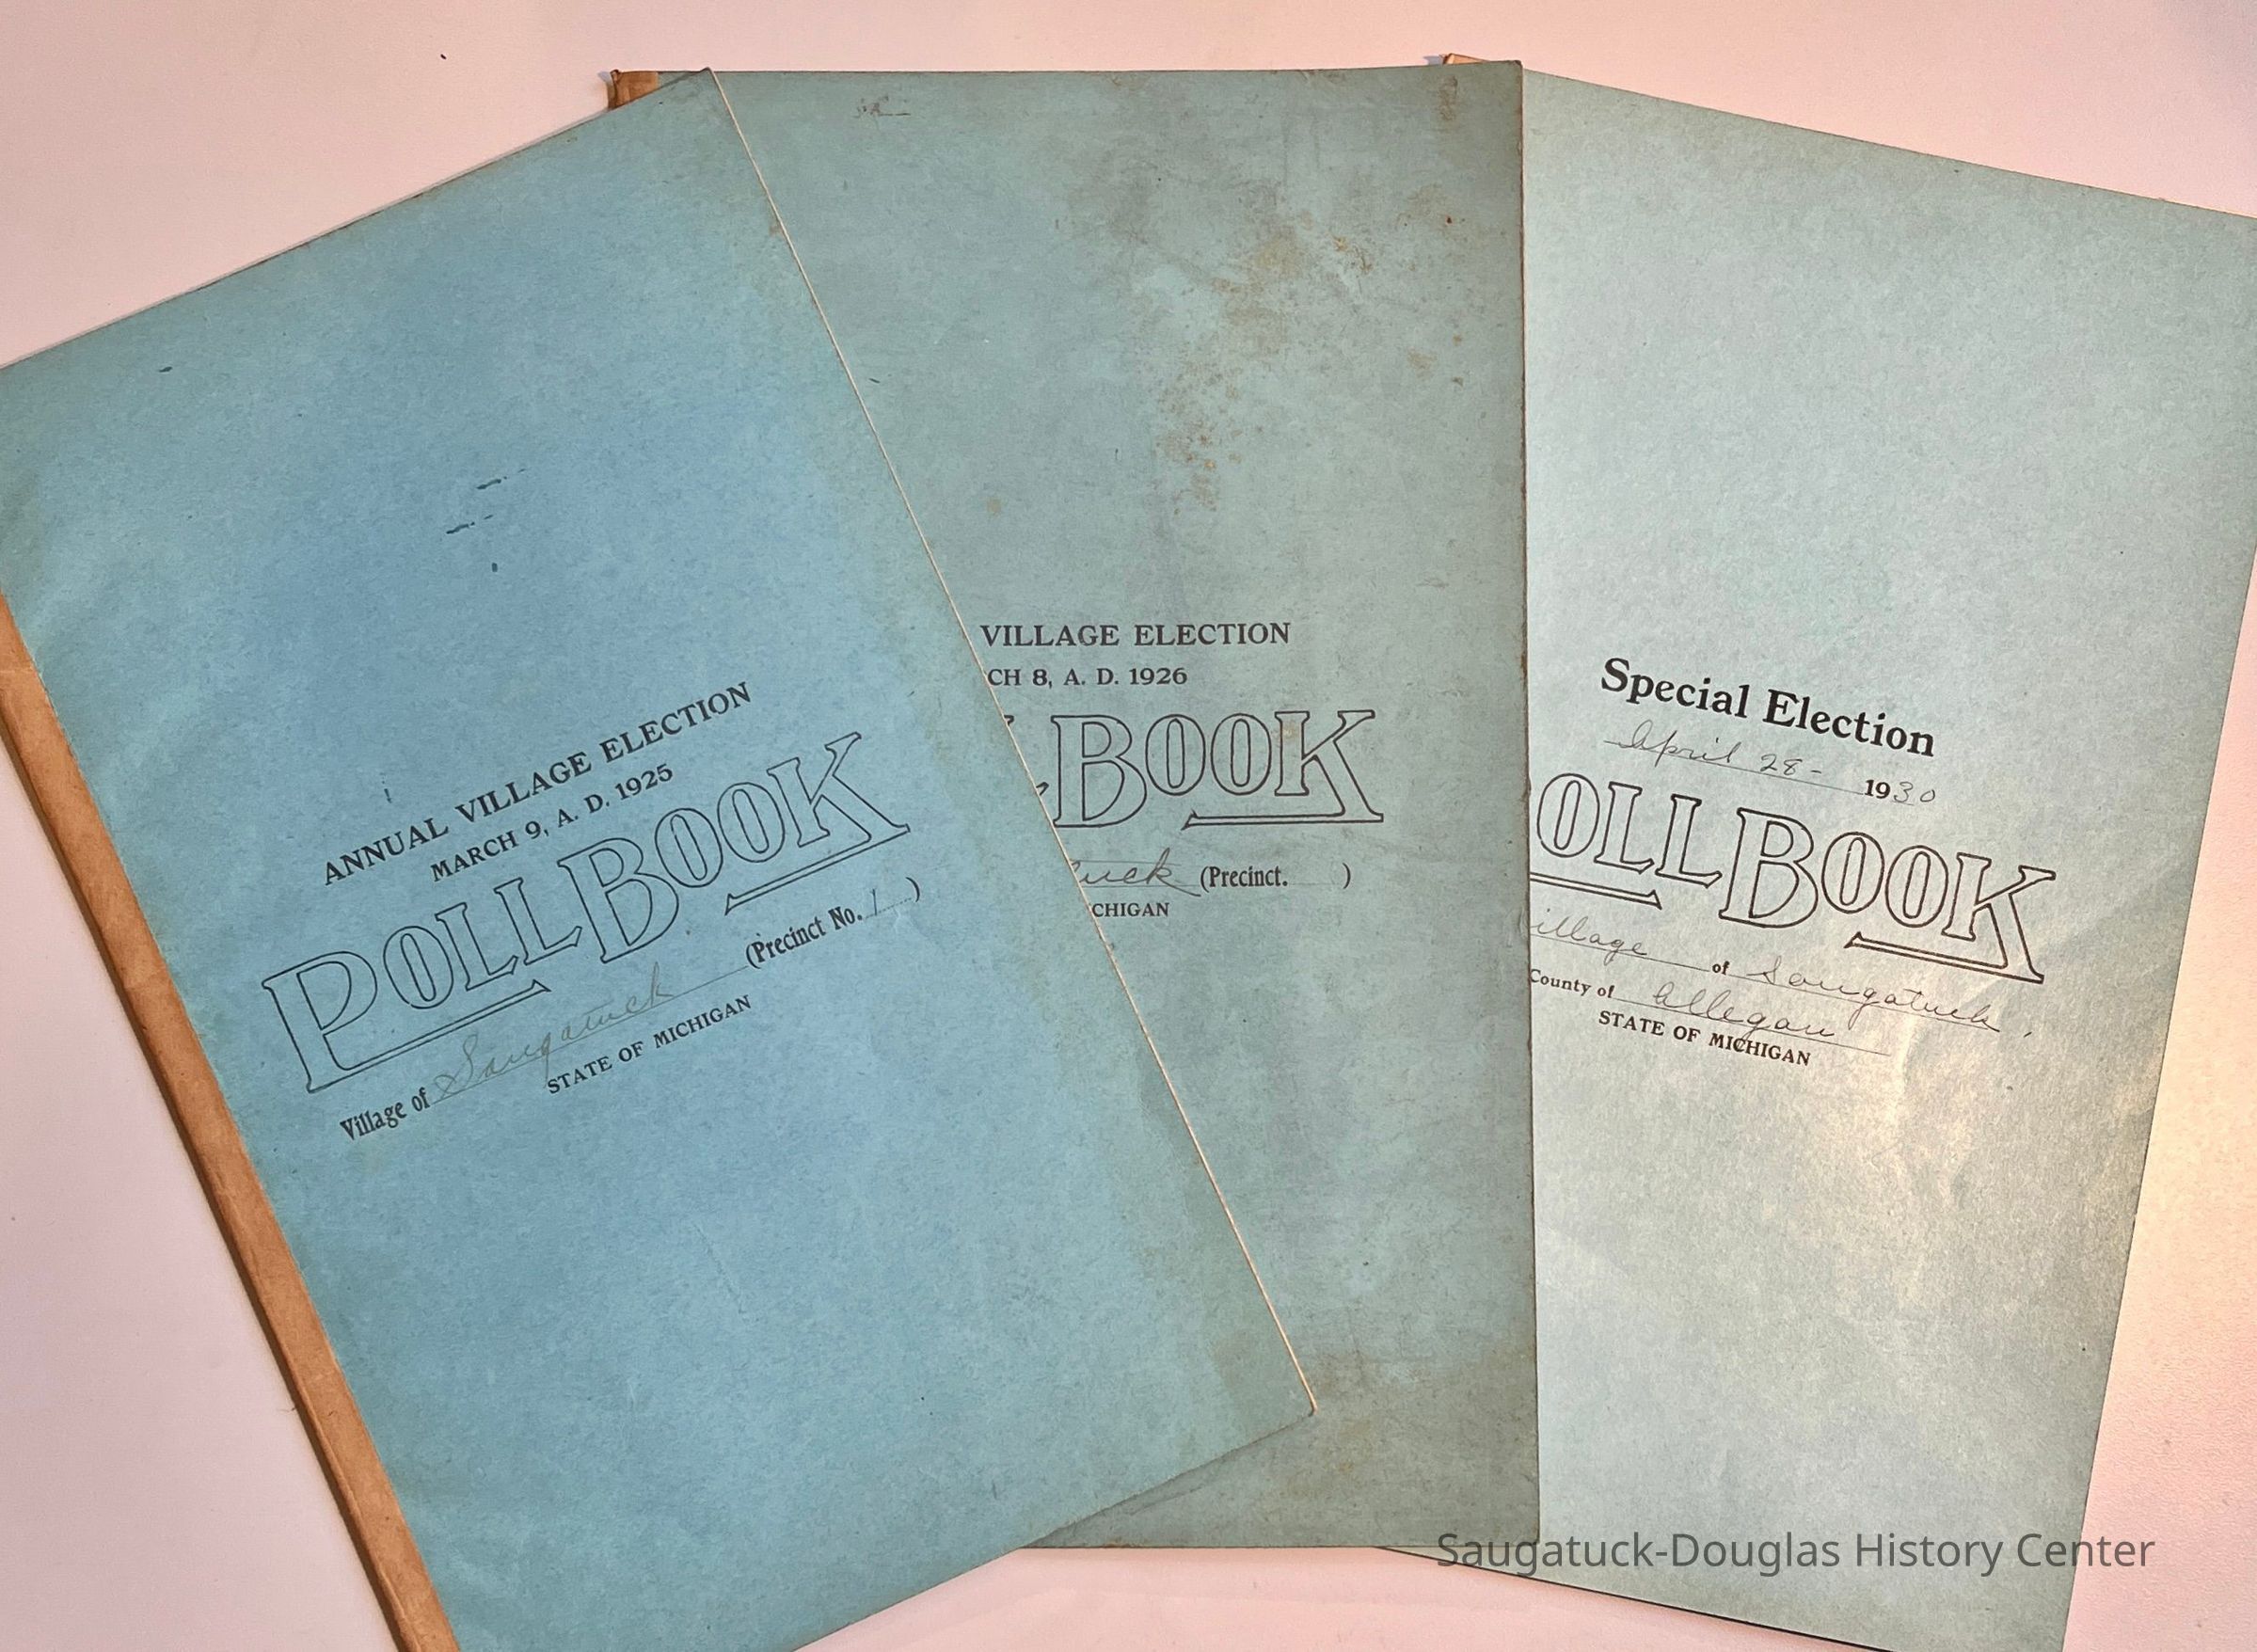 ANNUAL VILLAGE ELECTION
MARCH 9, A. D. 1925
POLL BOOK
Village of Saugatuck (Precinct No. 1)
STATE OF MICHIGAN
VILLAGE ELECTION
CH 8, A. D. 1926
BOOK
uck (Precinct. )
CHIGAN
Special Election
April 28- 1930
OLL BOOK
illage of Saugatuck.
County of Allegan
STATE OF MICHIGAN
Saugatuck-Douglas History Center